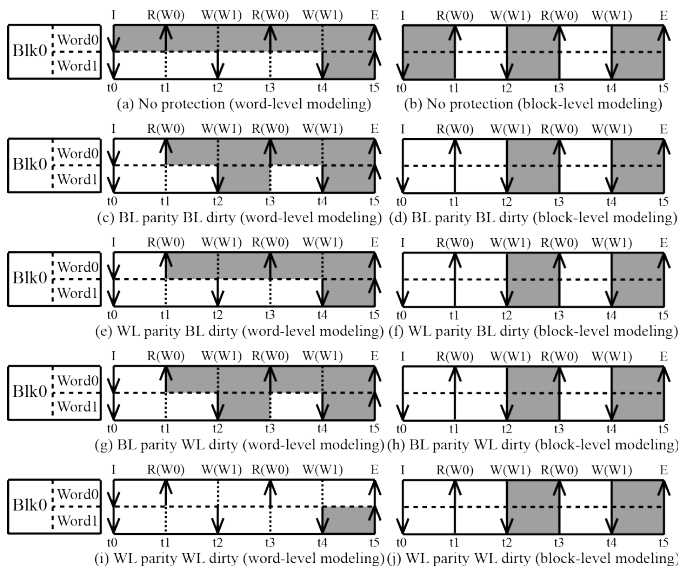 I R(W0) W(W1) R(W0) W(W1) E I R(W0) W(W1) R(W0) W(W1) E
Blk0 Word0
Word1
t0 t1 t2 t3 t4 t5 t0 t1 t2 t3 t4 t5
(a) No protection (word-level modeling) (b) No protection (block-level modeling)
I R(W0) W(W1) R(W0) W(W1) E I R(W0) W(W1) R(W0) W(W1) E
Blk0 Word0
Word1
t0 t1 t2 t3 t4 t5 t0 t1 t2 t3 t4 t5
(c) BL parity BL dirty (word-level modeling) (d) BL parity BL dirty (block-level modeling)
I R(W0) W(W1) R(W0) W(W1) E I R(W0) W(W1) R(W0) W(W1) E
Blk0 Word0
Word1
t0 t1 t2 t3 t4 t5 t0 t1 t2 t3 t4 t5
(e) WL parity BL dirty (word-level modeling) (f) WL parity BL dirty (block-level modeling)
I R(W0) W(W1) R(W0) W(W1) E I R(W0) W(W1) R(W0) W(W1) E
Blk0 Word0
Word1
t0 t1 t2 t3 t4 t5 t0 t1 t2 t3 t4 t5
(g) BL parity WL dirty (word-level modeling) (h) BL parity WL dirty (block-level modeling)
I R(W0) W(W1) R(W0) W(W1) E I R(W0) W(W1) R(W0) W(W1) E
Blk0 Word0
Word1
t0 t1 t2 t3 t4 t5 t0 t1 t2 t3 t4 t5
(i) WL parity WL dirty (word-level modeling) (j) WL parity WL dirty (block-level modeling)